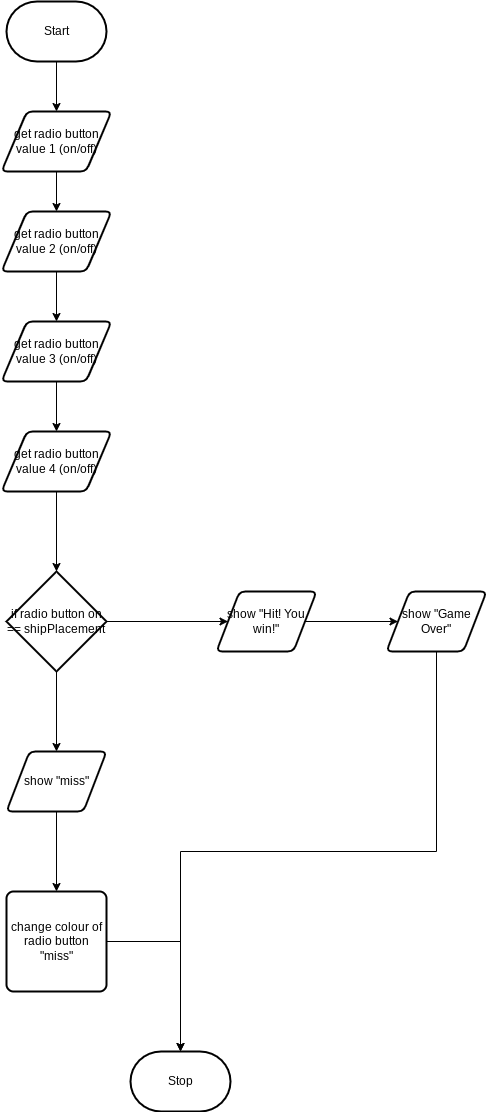 Start
get radio button
value 1 (on/off)
get radio button
value 2 (on/off)
get radio button
value 3 (on/off)
get radio button
value 4 (on/off)
if radio button on
== shipPlacement
show "Hit! You
win!"
show "Game
Over"
show "miss"
change colour of
radio button
"miss"
Stop